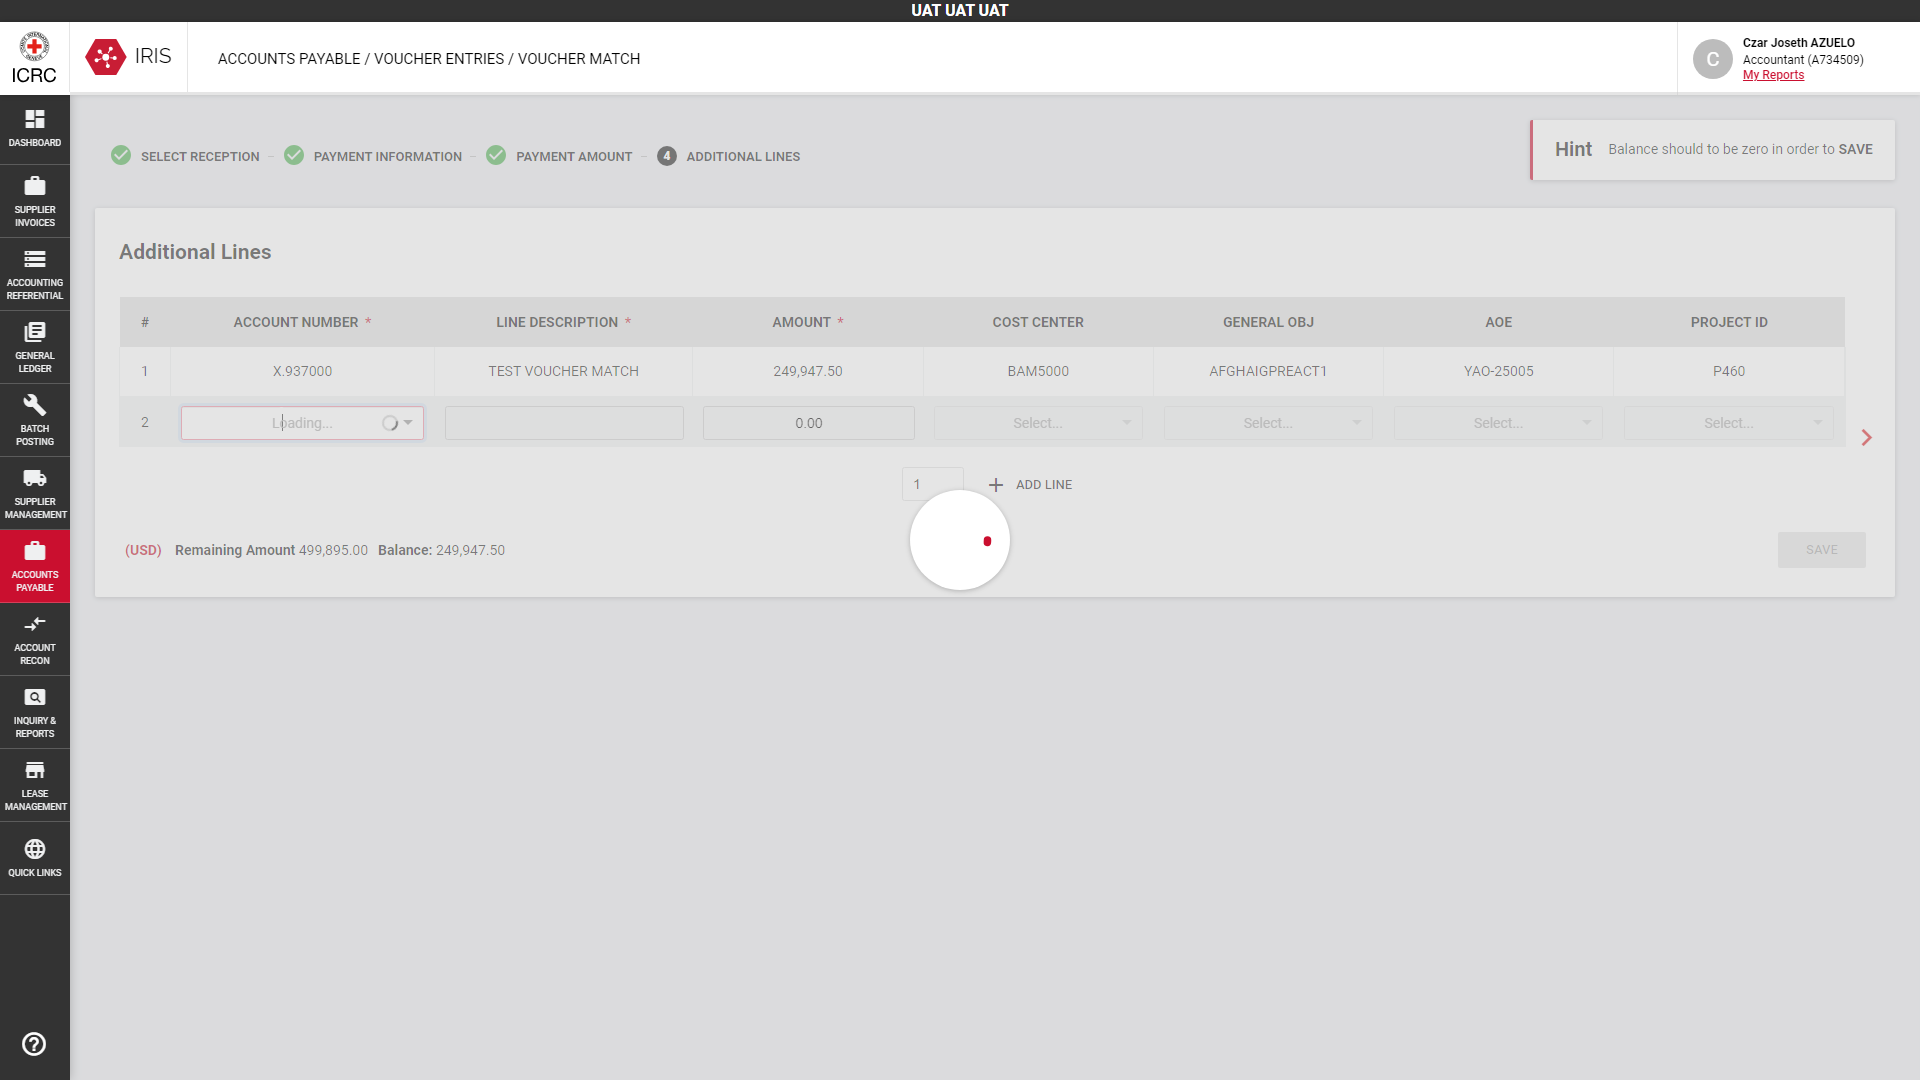 UAT UAT UAT
ICRC
IRIS
ACCOUNTS PAYABLE / VOUCHER ENTRIES / VOUCHER MATCH
C
Czar Joseth AZUELO
Accountant (A734509)
My Reports
DASHBOARD
SUPPLIER
INVOICES
ACCOUNTING
REFERENTIAL
GENERAL
LEDGER
BATCH
POSTING
SUPPLIER
MANAGEMENT
ACCOUNTS
PAYABLE
ACCOUNT
RECON
INQUIRY &
REPORTS
LEASE
MANAGEMENT
QUICK LINKS
SELECT RECEPTION
PAYMENT INFORMATION
PAYMENT AMOUNT
4 ADDITIONAL LINES
Hint Balance should to be zero in order to SAVE
Additional Lines
# ACCOUNT NUMBER * LINE DESCRIPTION * AMOUNT * COST CENTER GENERAL OBJ AOE PROJECT ID
1 X.937000 TEST VOUCHER MATCH 249,947.50 BAM5000 AFGHAIGPREACT1 YAO-25005 P460
2 Loading... 0.00 Select... Select... Select... Select...
1 + ADD LINE
(USD) Remaining Amount 499,895.00 Balance: 249,947.50
SAVE